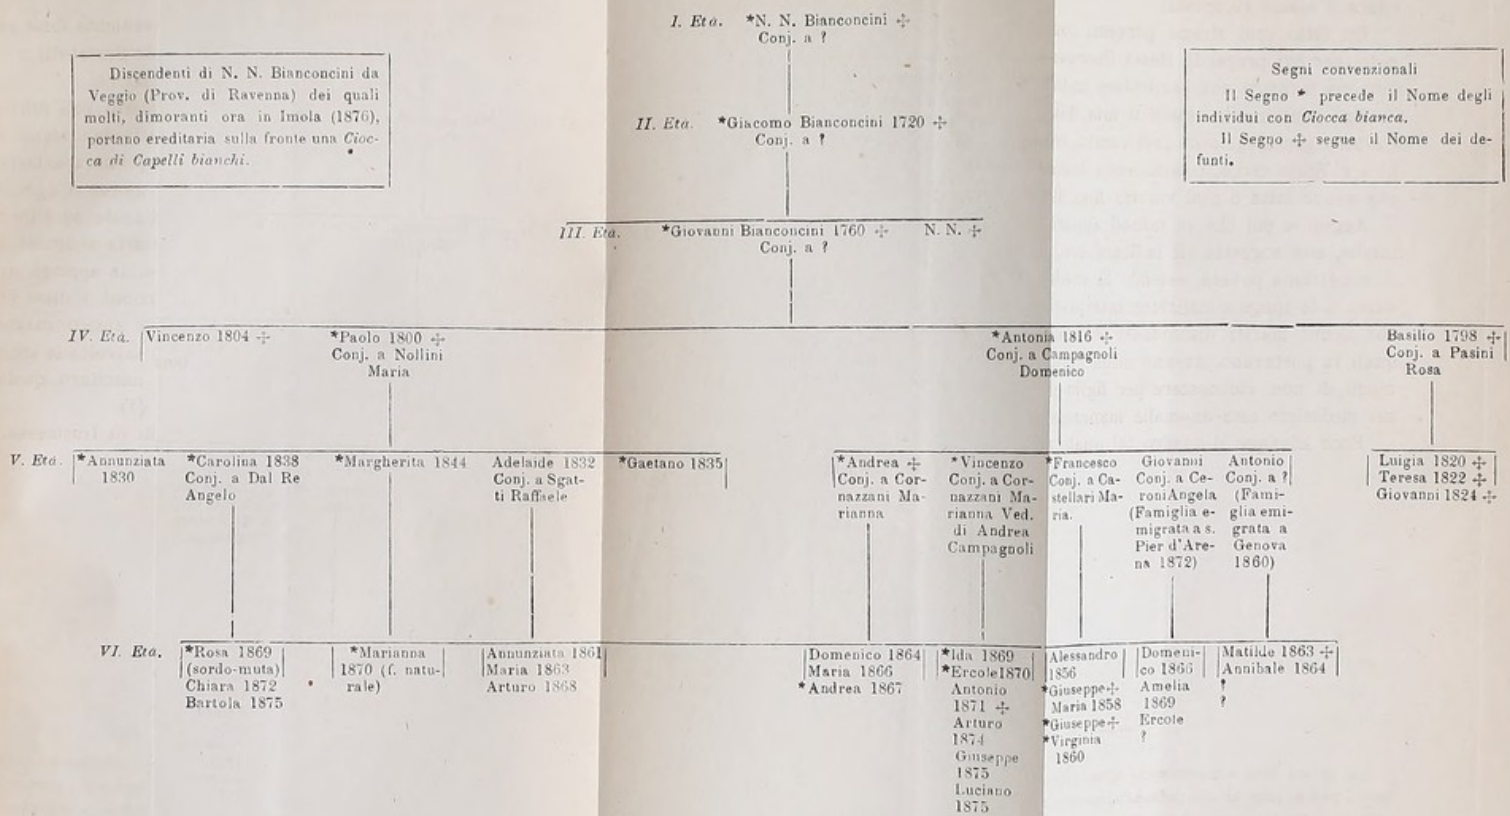 I. Età. *N. N. Bianconcini ✢
Conj. a ?
Discendenti di N. N. Bianconcini da
Veggio (Prov. di Ravenna) dei quali
molti, dimoranti ora in Imola (1876),
portano ereditaria sulla fronte una Cioc-
ca di Capelli bianchi.
Segni convenzionali
Il Segno * precede il Nome degli
individui con Ciocca bianca.
Il Segno ✢ segue il Nome dei de-
funti.
II. Età. *Giacomo Bianconcini 1720 ✢
Conj. a ?
III. Età. *Giovanni Bianconcini 1760 ✢ N. N. ✢
Conj. a ?
IV. Età. Vincenzo 1804 ✢
*Paolo 1800 ✢
Conj. a Nollini
Maria
*Antonia 1816 ✢
Conj. a Campagnoli
Domenico
Basilio 1798 ✢
Conj. a Pasini
Rosa
V. Età. *Annunziata
1830
*Carolina 1838
Conj. a Dal Re
Angelo
*Margherita 1844
Adelaide 1832
Conj. a Sgat-
ti Raffaele
*Gaetano 1835
*Andrea ✢
Conj. a Cor-
nazzani Ma-
rianna
*Vincenzo
Conj. a Cor-
nazzani Ma-
rianna Ved.
di Andrea
Campagnoli
*Francesco
Conj. a Ca-
stellari Ma-
ria.
Giovanni
Conj. a Ce-
roni Angela
(Famiglia e-
migrata a s.
Pier d'Are-
na 1872)
Antonio
Conj. a ?
(Fami-
glia emi-
grata a
Genova
1860)
Luigia 1820 ✢
Teresa 1822 ✢
Giovanni 1824 ✢
VI. Età. *Rosa 1869
(sordo-muta)
Chiara 1872
Bartola 1875
*Marianna
1870 (f. natu-
rale)
Annunziata 1861
Maria 1863
Arturo 1868
Domenico 1864
Maria 1866
*Andrea 1867
*Ida 1869
*Ercole 1870
Antonio
1871 ✢
Arturo
1874
Giuseppe
1875
Luciano
1875
Alessandro
1856
*Giuseppe ✢
Maria 1858
*Giuseppe ✢
*Virginia
1860
Domeni-
co 1866
Amelia
1869
Ercole
?
Matilde 1863 ✢
Annibale 1864
?
?